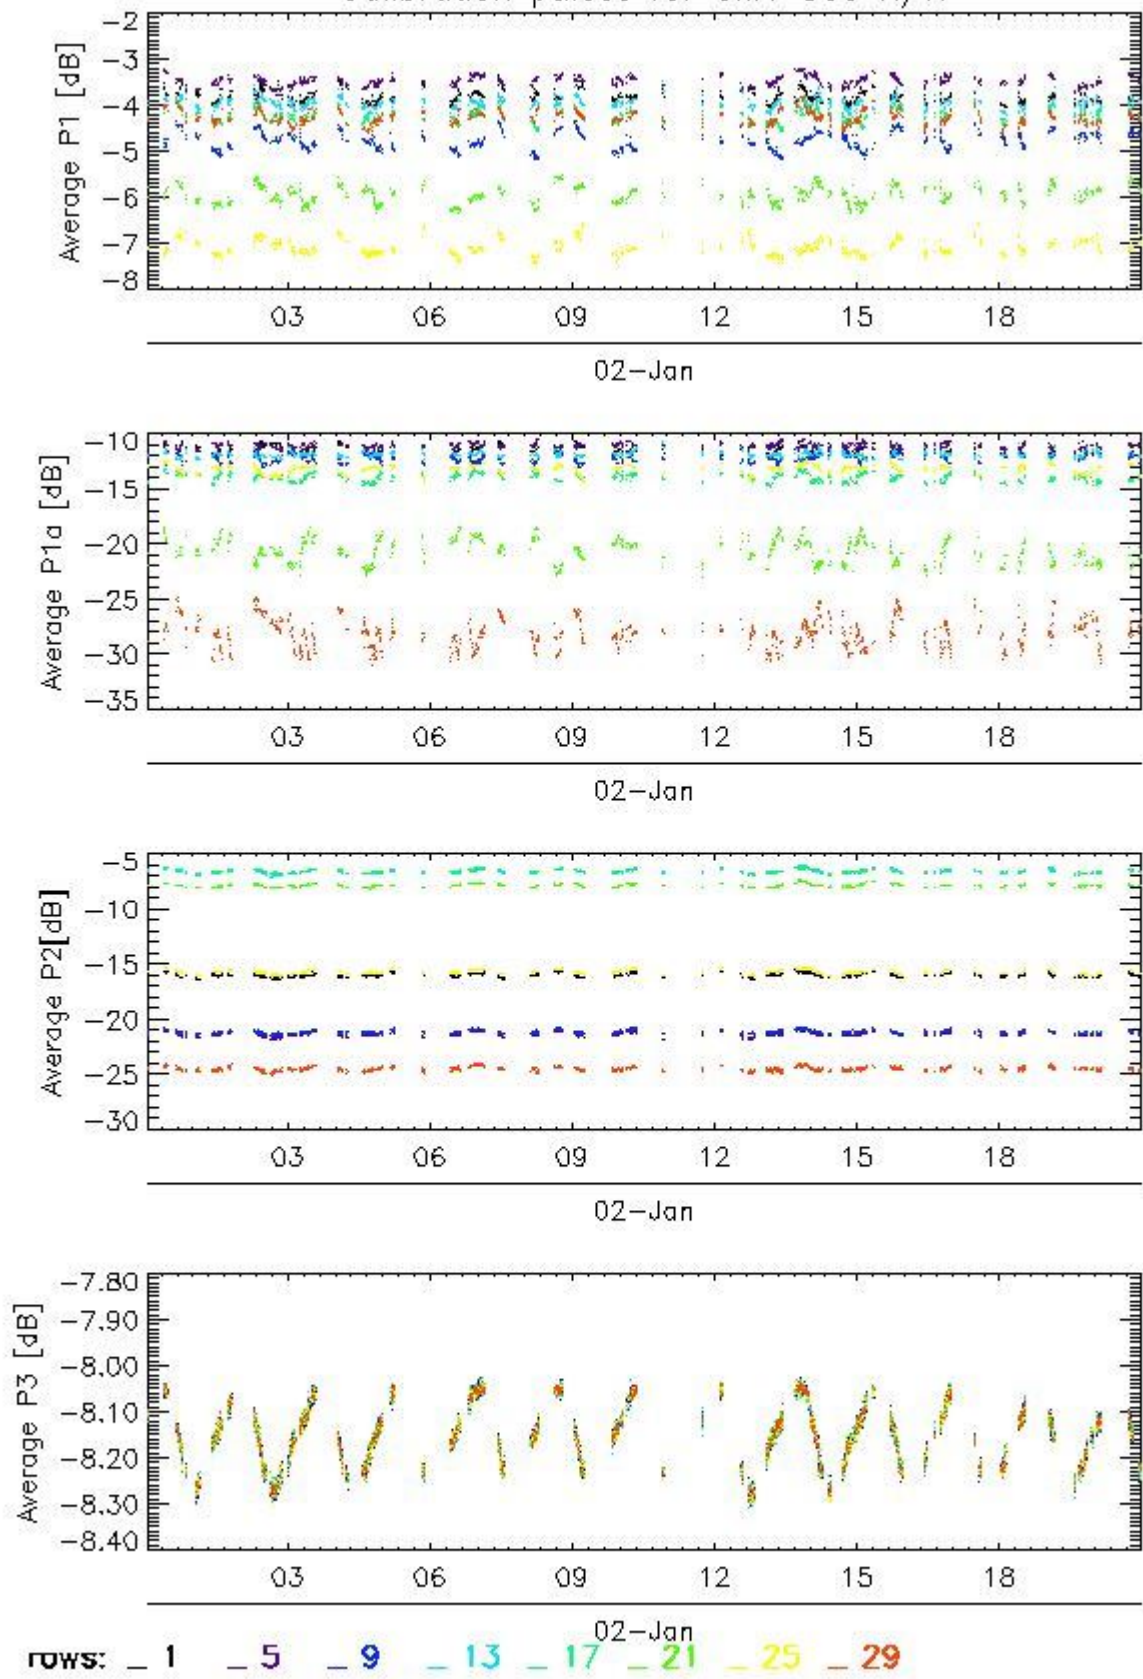 -2
-3
-4
-5
-6
-7
-8
Average P1 [dB]
03 06 09 12 15 18
02-Jan
-10
-15
-20
-25
-30
-35
Average P1a [dB]
03 06 09 12 15 18
02-Jan
-5
-10
-15
-20
-25
-30
Average P2[dB]
03 06 09 12 15 18
02-Jan
-7.80
-7.90
-8.00
-8.10
-8.20
-8.30
-8.40
Average P3 [dB]
03 06 09 12 15 18
02-Jan
rows: _ 1 _ 5 _ 9 _ 13 _ 17 _ 21 _ 25 _ 29